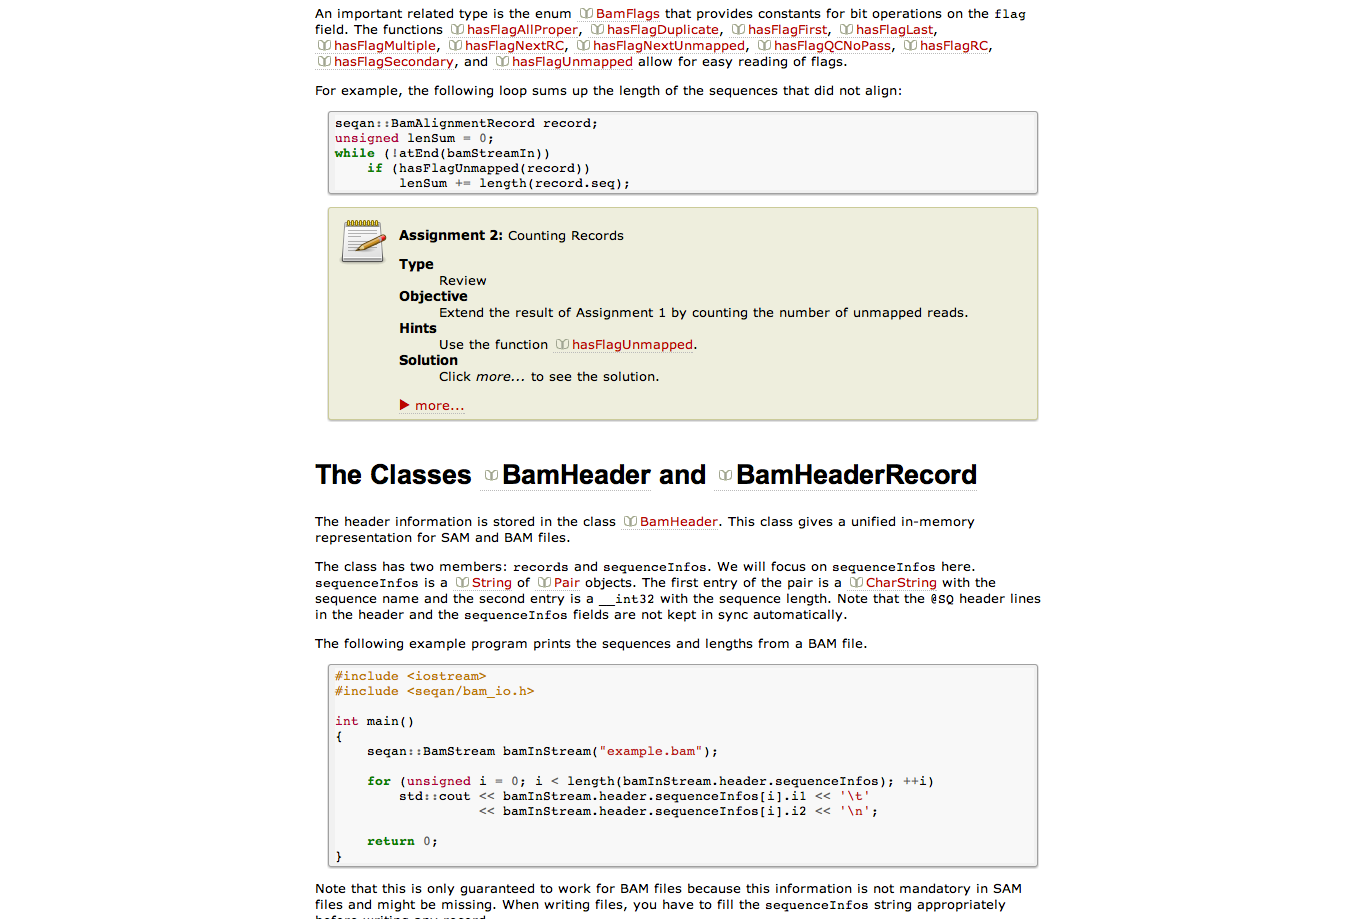 An important related type is the enum BamFlags that provides constants for bit operations on the flag
field. The functions hasFlagAllProper, hasFlagDuplicate, hasFlagFirst, hasFlagLast,
hasFlagMultiple, hasFlagNextRC, hasFlagNextUnmapped, hasFlagQCNoPass, hasFlagRC,
hasFlagSecondary, and hasFlagUnmapped allow for easy reading of flags.
For example, the following loop sums up the length of the sequences that did not align:
seqan::BamAlignmentRecord record;
unsigned lenSum = 0;
while (!atEnd(bamStreamIn))
    if (hasFlagUnmapped(record))
        lenSum += length(record.seq);
Assignment 2: Counting Records
Type
Review
Objective
Extend the result of Assignment 1 by counting the number of unmapped reads.
Hints
Use the function hasFlagUnmapped.
Solution
Click more... to see the solution.
more...
The Classes BamHeader and BamHeaderRecord
The header information is stored in the class BamHeader. This class gives a unified in-memory
representation for SAM and BAM files.
The class has two members: records and sequenceInfos. We will focus on sequenceInfos here.
sequenceInfos is a String of Pair objects. The first entry of the pair is a CharString with the
sequence name and the second entry is a __int32 with the sequence length. Note that the @SQ header lines
in the header and the sequenceInfos fields are not kept in sync automatically.
The following example program prints the sequences and lengths from a BAM file.
#include <iostream>
#include <seqan/bam_io.h>
int main()
{
    seqan::BamStream bamInStream("example.bam");
    for (unsigned i = 0; i < length(bamInStream.header.sequenceInfos); ++i)
        std::cout << bamInStream.header.sequenceInfos[i].i1 << '\t'
                  << bamInStream.header.sequenceInfos[i].i2 << '\n';
    return 0;
}
Note that this is only guaranteed to work for BAM files because this information is not mandatory in SAM
files and might be missing. When writing files, you have to fill the sequenceInfos string appropriately
before writing any record.